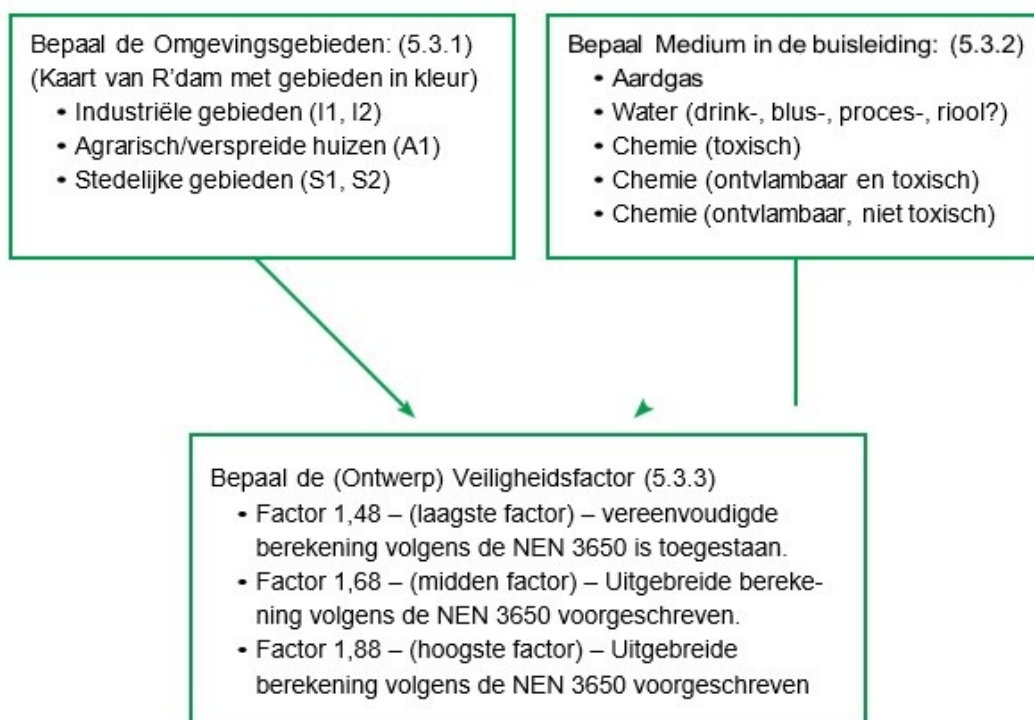 Bepaal de Omgevingsgebieden: (5.3.1)
(Kaart van R'dam met gebieden in kleur)
• Industriële gebieden (I1, I2)
• Agrarisch/verspreide huizen (A1)
• Stedelijke gebieden (S1, S2)
Bepaal Medium in de buisleiding: (5.3.2)
• Aardgas
• Water (drink-, blus-, proces-, riool?)
• Chemie (toxisch)
• Chemie (ontvlambaar en toxisch)
• Chemie (ontvlambaar, niet toxisch)
Bepaal de (Ontwerp) Veiligheidsfactor (5.3.3)
• Factor 1,48 – (laagste factor) – vereenvoudigde
berekening volgens de NEN 3650 is toegestaan.
• Factor 1,68 – (midden factor) – Uitgebreide bereke-
ning volgens de NEN 3650 voorgeschreven.
• Factor 1,88 – (hoogste factor) – Uitgebreide
berekening volgens de NEN 3650 voorgeschreven